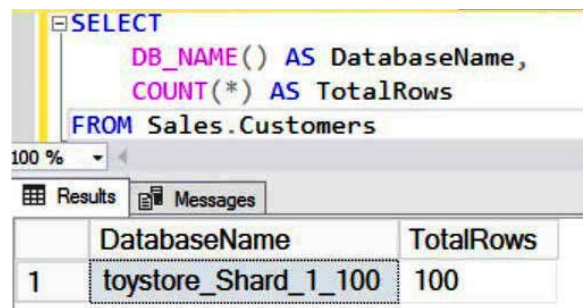 SELECT
DB_NAME() AS DatabaseName,
COUNT(*) AS TotalRows
FROM Sales.Customers
100 %
Results Messages
DatabaseName TotalRows
1 toystore_Shard_1_100 100